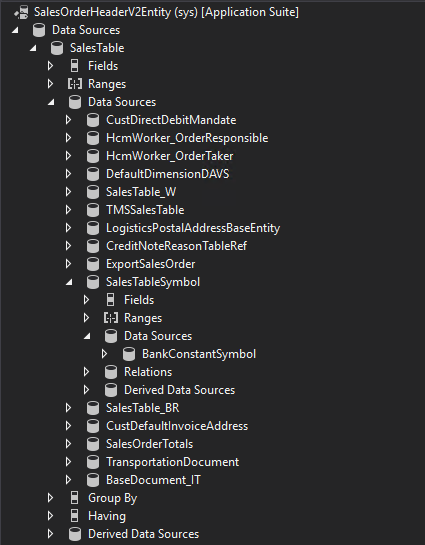 SalesOrderHeaderV2Entity (sys) [Application Suite]
Data Sources
SalesTable
Fields
Ranges
Data Sources
CustDirectDebitMandate
HcmWorker_OrderResponsible
HcmWorker_OrderTaker
DefaultDimensionDAVS
SalesTable_W
TMSSalesTable
LogisticsPostalAddressBaseEntity
CreditNoteReasonTableRef
ExportSalesOrder
SalesTableSymbol
Fields
Ranges
Data Sources
BankConstantSymbol
Relations
Derived Data Sources
SalesTable_BR
CustDefaultInvoiceAddress
SalesOrderTotals
TransportationDocument
BaseDocument_IT
Group By
Having
Derived Data Sources